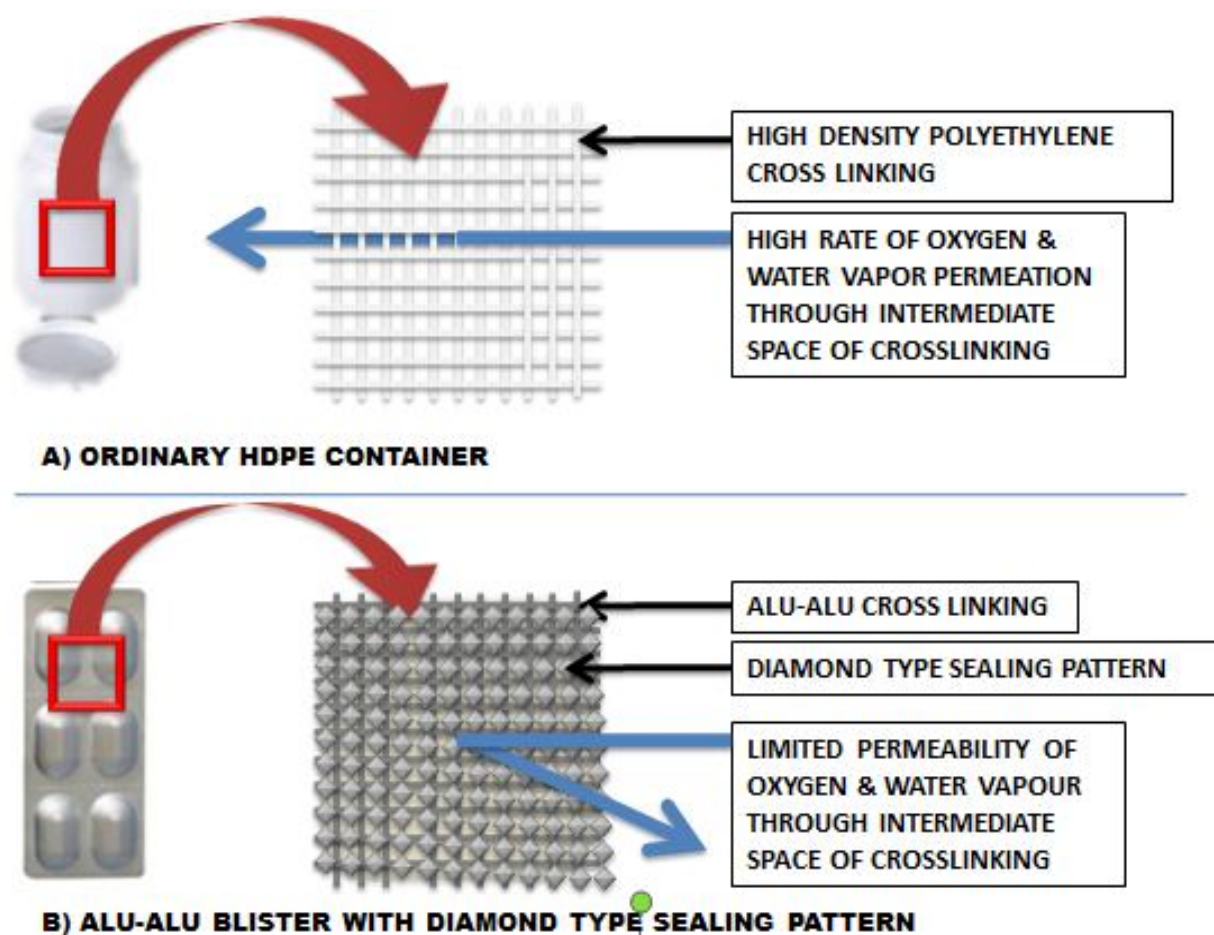 HIGH DENSITY POLYETHYLENE
CROSS LINKING
HIGH RATE OF OXYGEN &
WATER VAPOR PERMEATION
THROUGH INTERMEDIATE
SPACE OF CROSSLINKING
A) ORDINARY HDPE CONTAINER
ALU-ALU CROSS LINKING
DIAMOND TYPE SEALING PATTERN
LIMITED PERMEABILITY OF
OXYGEN & WATER VAPOUR
THROUGH INTERMEDIATE
SPACE OF CROSSLINKING
B) ALU-ALU BLISTER WITH DIAMOND TYPE SEALING PATTERN